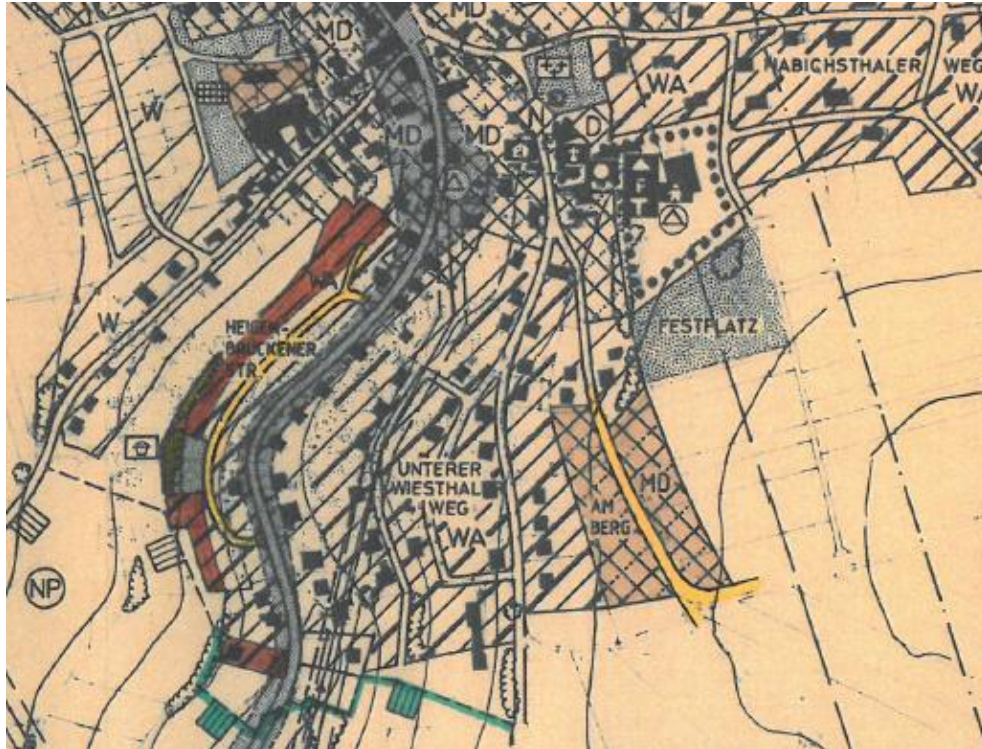 MD
MD
W
WA
HABICHSTHALER
WEG
WA
MD
MD
N
D
a
F
T
W
WA
HEIGEN-
BRÜCKENER
STR.
FESTPLATZ
UNTERER
WIESTHALER
WEG
WA
MD
AM
BERG
NP